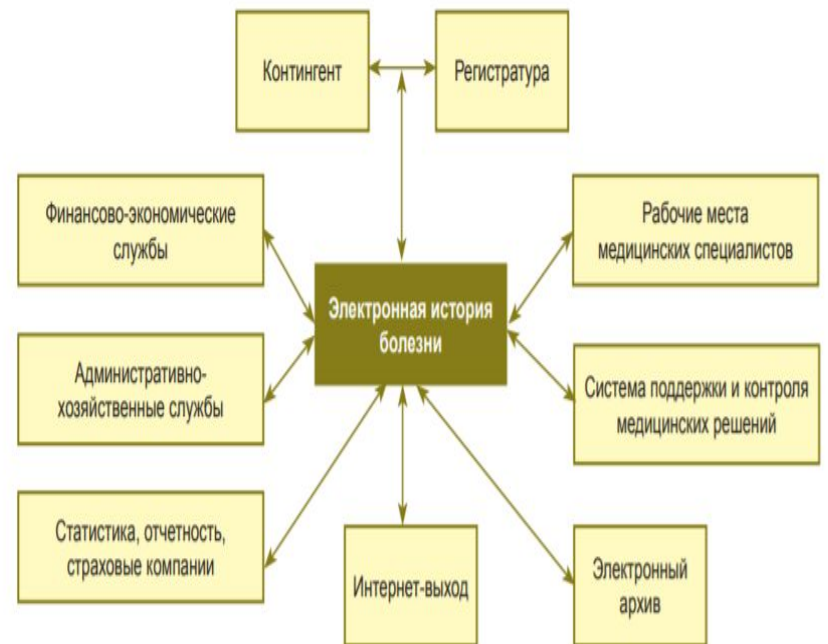 Контингент
Регистратура
Финансово-экономические
службы
Рабочие места
медицинских специалистов
Электронная история
болезни
Административно-
хозяйственные службы
Система поддержки и контроля
медицинских решений
Статистика, отчетность,
страховые компании
Интернет-выход
Электронный
архив